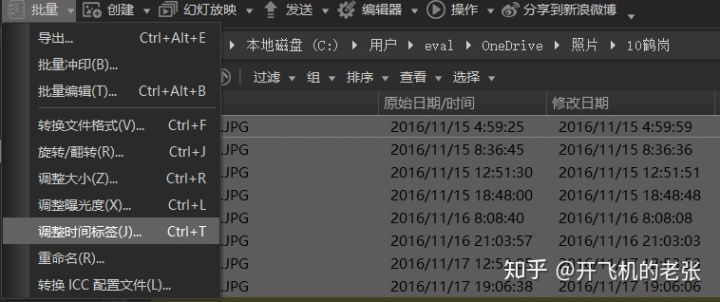 批量 创建 幻灯放映 发送 编辑器 操作 分享到新浪微博
导出... Ctrl+Alt+E
本地磁盘 (C:) 用户 eval OneDrive 照片 10鹤岗
批量冲印(B)...
批量编辑(T)... Ctrl+Alt+B
过滤 组 排序 查看 选择
原始日期/时间 修改日期
转换文件格式(V)... Ctrl+F
.JPG 2016/11/15 4:59:25 2016/11/15 4:59:59
旋转/翻转(R)... Ctrl+J
.JPG 2016/11/15 8:36:45 2016/11/15 8:36:36
调整大小(Z)... Ctrl+R
.JPG 2016/11/15 12:51:30 2016/11/15 12:51:51
调整曝光度(X)... Ctrl+L
.JPG 2016/11/15 18:48:00 2016/11/15 18:48:48
调整时间标签(J)... Ctrl+T
.JPG 2016/11/16 8:08:40 2016/11/16 8:08:08
.JPG 2016/11/16 21:03:57 2016/11/16 21:03:03
重命名(R)...
.JPG 2016/11/17
转换 ICC 配置文件(L)...
.JPG 2016/11/17 19:06:38 2016/11/17 19:06:06
知乎 @开飞机的老张